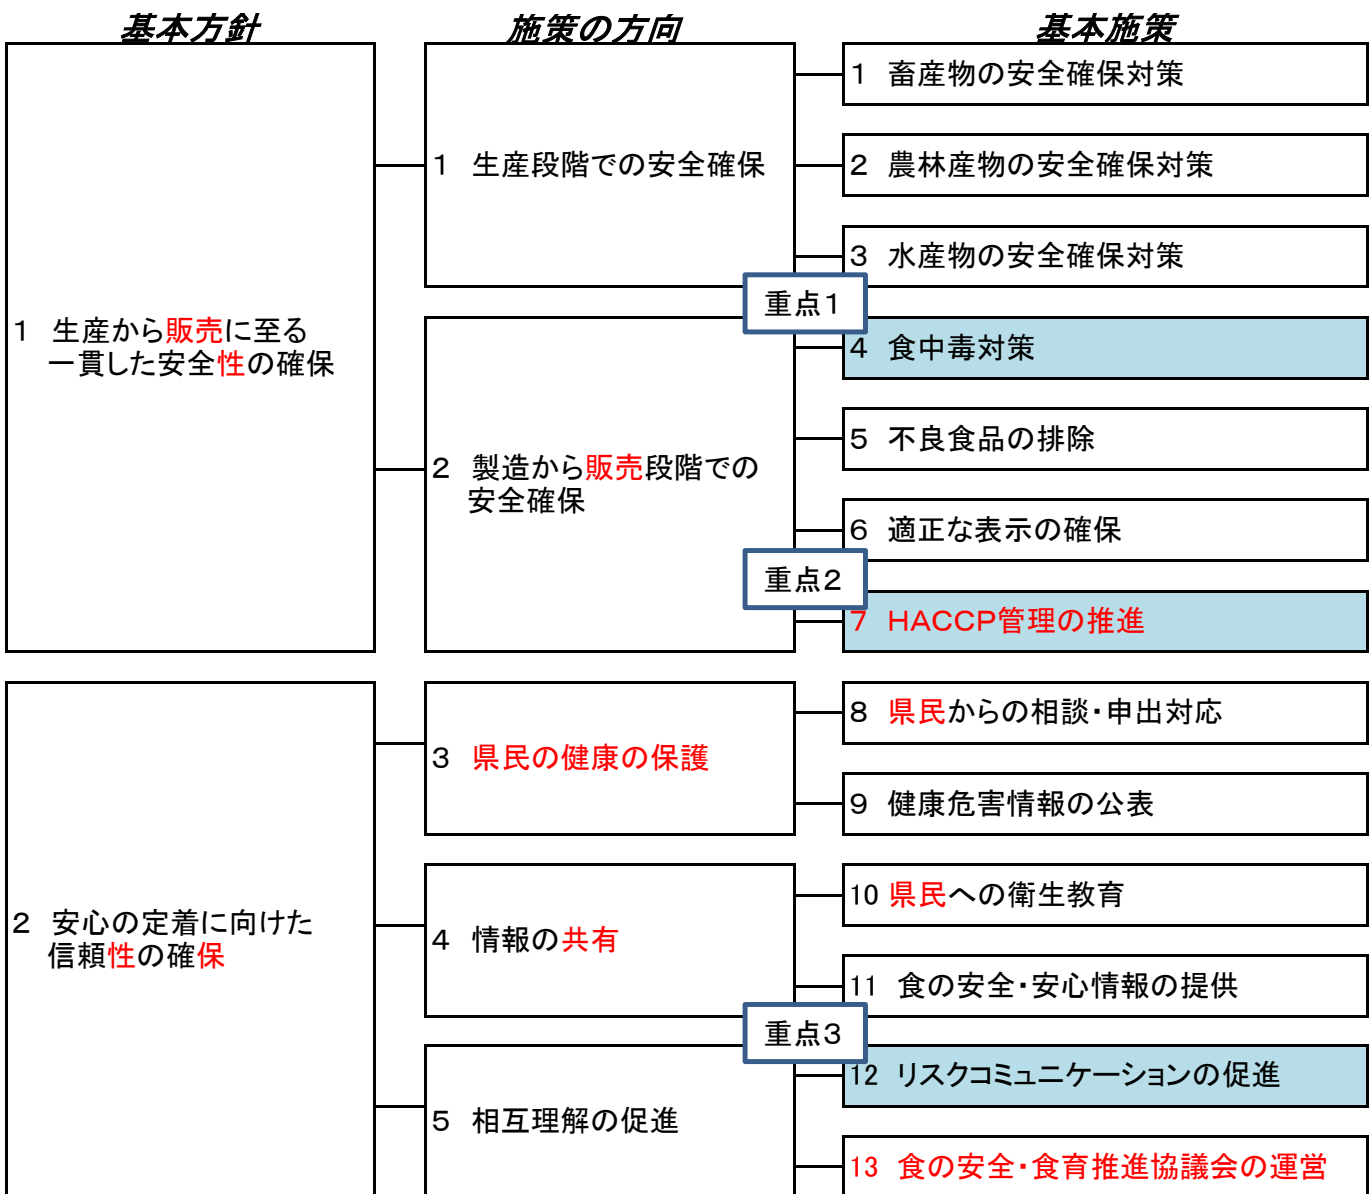 基本方針
施策の方向
基本施策
1 生産から販売に至る
一貫した安全性の確保
1 生産段階での安全確保
1 畜産物の安全確保対策
2 農林産物の安全確保対策
3 水産物の安全確保対策
重点1
2 製造から販売段階での
安全確保
4 食中毒対策
5 不良食品の排除
6 適正な表示の確保
重点2
7 HACCP管理の推進
2 安心の定着に向けた
信頼性の確保
3 県民の健康の保護
8 県民からの相談・申出対応
9 健康危害情報の公表
4 情報の共有
10 県民への衛生教育
11 食の安全・安心情報の提供
重点3
5 相互理解の促進
12 リスクコミュニケーションの促進
13 食の安全・食育推進協議会の運営